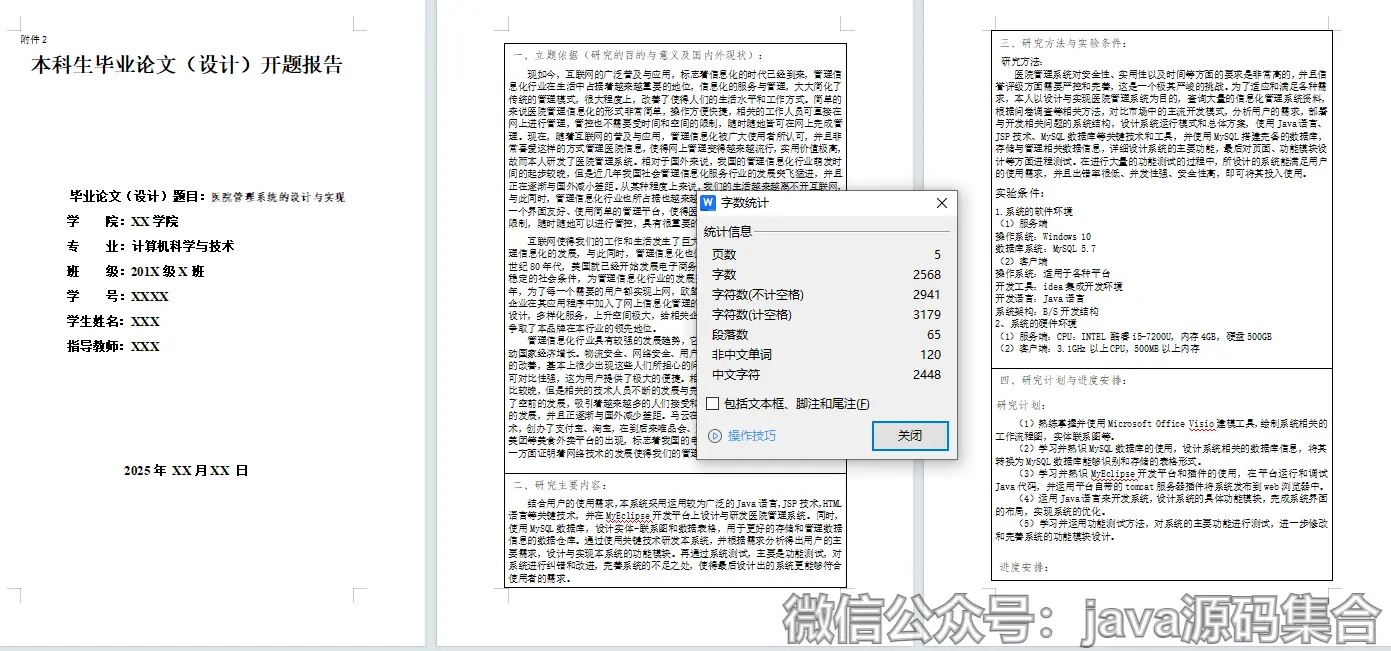 附件 2
本科生毕业论文（设计）开题报告
毕业论文（设计）题目：医院管理系统的设计与实现
学 院：XX 学院
专 业：计算机科学与技术
班 级：201X 级 X 班
学 号：XXXX
学生姓名：XXX
指导教师：XXX
2025 年 XX 月 XX 日
一、立题依据（研究的目的与意义及国内外现状）：
现如今，互联网的广泛普及与应用，标志着信息化的时代已经到来，管理信
息化行业在生活中占据着越来越重要的地位，信息化的服务与管理，大大简化了
传统的管理模式，很大程度上，改善了使得人们的生活水平和工作方式。简单的
来说医院管理信息化的形式非常简单，操作方便快捷，相关的工作人员可直接在
网上进行管理，管控也不需要受时间和空间的限制，随时随地皆可在网上完成管
理。现在，随着互联网的普及与应用，管理信息化被广大使用者所认可，并且非
常喜爱这样的方式管理医院信息，使得网上管理变得越来越流行，实用价值极高，
故而本人研发了医院管理系统。相对于国外来说，我国的管理信息化行业萌发时
间的起步较晚，但是近几年我国社会管理信息化服务行业的发展突飞猛进，并且
正在逐渐与国外减小差距。从某种程度上来说，我们的生活越来越离不开互联网，
与此同时，管理信息化行业也所占据也越来越
一个界面友好、使用简单的管理平台，使得医
限制，随时随地可以进行管控，具有很重要的
互联网使得我们的工作和生活发生了巨大
理信息化的发展，与此同时，管理信息化也
世纪 80 年代，美国就已经开始发展电子商务
稳定的社会条件，为管理信息化行业的发展
年，为了每一个需要的用户都实现上网，欧盟
企业在其应用程序中加入了网上信息化管理的
设计，多样化服务，上升空间极大，给相关企
争取了本品牌在本行业的领先地位。
管理信息化行业具有较强的发展趋势，它
动国家经济增长。物流安全、网络安全、用户
的改善，基本上很少出现这些人们所担心的问
可对比性强，这为用户提供了极大的便捷。相
比较晚，但是相关的技术人员不断的发展与完
了空前的发展，吸引着越来越多的人们接受和
的发展，并且正逐渐与国外减少差距。马云在
术，创办了支付宝、淘宝，在到后来唯品会、
美团等美食外卖平台的出现，标志着我国的电
一方面证明着网络技术的发展使得我们的管理
二、研究主要内容：
结合用户的使用需求，本系统采用运用较为广泛的 Java 语言，JSP 技术，HTML
语言等关键技术，并在 MyEclipse 开发平台上设计与研发医院管理系统。同时，
使用 MySQL 数据库，设计实体-联系图和数据表格，用于更好的存储和管理数据
信息的数据仓库。通过使用关键技术研发本系统，并根据需求分析得出用户的主
要需求，设计与实现本系统的功能模块。再通过系统测试，主要是功能测试，对
系统进行纠错和改进，完善系统的不足之处，使得最后设计出的系统更能够符合
使用者的需求。
字数统计
统计信息
页数 5
字数 2568
字符数(不计空格) 2941
字符数(计空格) 3179
段落数 65
非中文单词 120
中文字符 2448
包括文本框、脚注和尾注(F)
操作技巧
关闭
三、研究方法与实验条件：
研究方法：
医院管理系统对安全性、实用性以及时间等方面的要求是非常高的，并且信
管评级方面需要严控和完善，这是一个极其严峻的挑战。为了适应和满足各种需
求，本人以设计与实现医院管理系统为目的，查询大量的信息化管理系统资料，
根据问卷调查等相关方法，对比市场中的主流开发模式，分析用户的需求，部署
与开发相关问题的系统结构，设计系统运行模式和总体方案，使用 Java 语言、
JSP 技术、MySQL 数据库等关键技术和工具，并使用 MySQL 搭建完备的数据库，
存储与管理相关数据信息，详细设计系统的主要功能，最后对页面、功能模块设
计等方面进程测试。在进行大量的功能测试的过程中，所设计的系统能满足用户
的使用需求，并且出错率很低、并发性强、安全性高，即可将其投入使用。
实验条件：
1.系统的软件环境
（1）服务端
操作系统：Windows 10
数据库系统：MySQL 5.7
（2）客户端
操作系统：适用于各种平台
开发工具：idea 集成开发环境
开发语言：Java 语言
系统架构：B/S 开发结构
2、系统的硬件环境
（1）服务端：CPU：INTEL 酷睿 i5-7200U，内存 4GB，硬盘 500GB
（2）客户端：3.1GHz 以上 CPU，500MB 以上内存
四、研究计划与进度安排：
研究计划：
（1）熟练掌握并使用 Microsoft Office Visio 建模工具，绘制系统相关的
工作流程图，实体联系图等。
（2）学习并熟识 MySQL 数据库的使用，设计系统相关的数据库信息，将其
转换为 MySQL 数据库能够识别和存储的表格形式。
（3）学习并熟识 MyEclipse 开发平台和插件的使用，在平台运行和调试
Java 代码，并运用平台自带的 tomcat 服务器插件将系统发布到 web 浏览器中。
（4）运用 Java 语言来开发系统，设计系统的具体功能模块，完成系统界面
的布局，实现系统的优化。
（5）学习并运用功能测试方法，对系统的主要功能进行测试，进一步修改
和完善系统的功能模块设计。
进度安排：
微信公众号：java源码集合